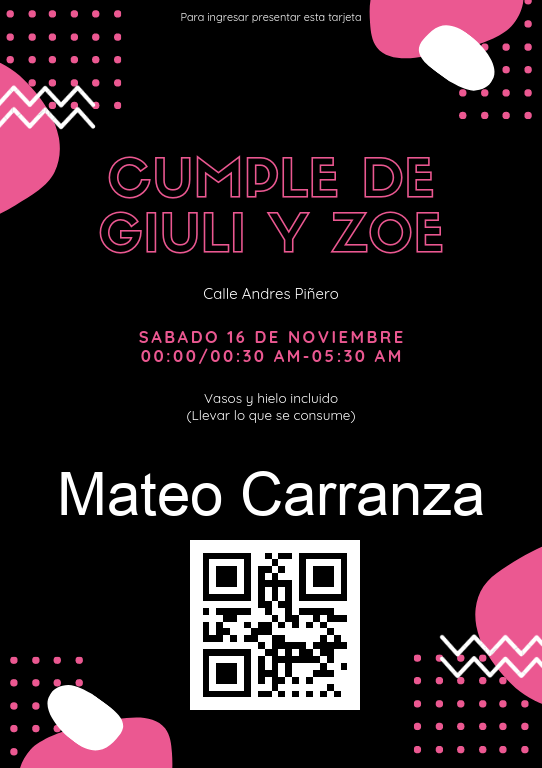 Para ingresar presentar esta tarjeta
CUMPLE DE
GIULI Y ZOE
Calle Andres Piñero
SABADO 16 DE NOVIEMBRE
00:00/00:30 AM-05:30 AM
Vasos y hielo incluido
(Llevar lo que se consume)
Mateo Carranza